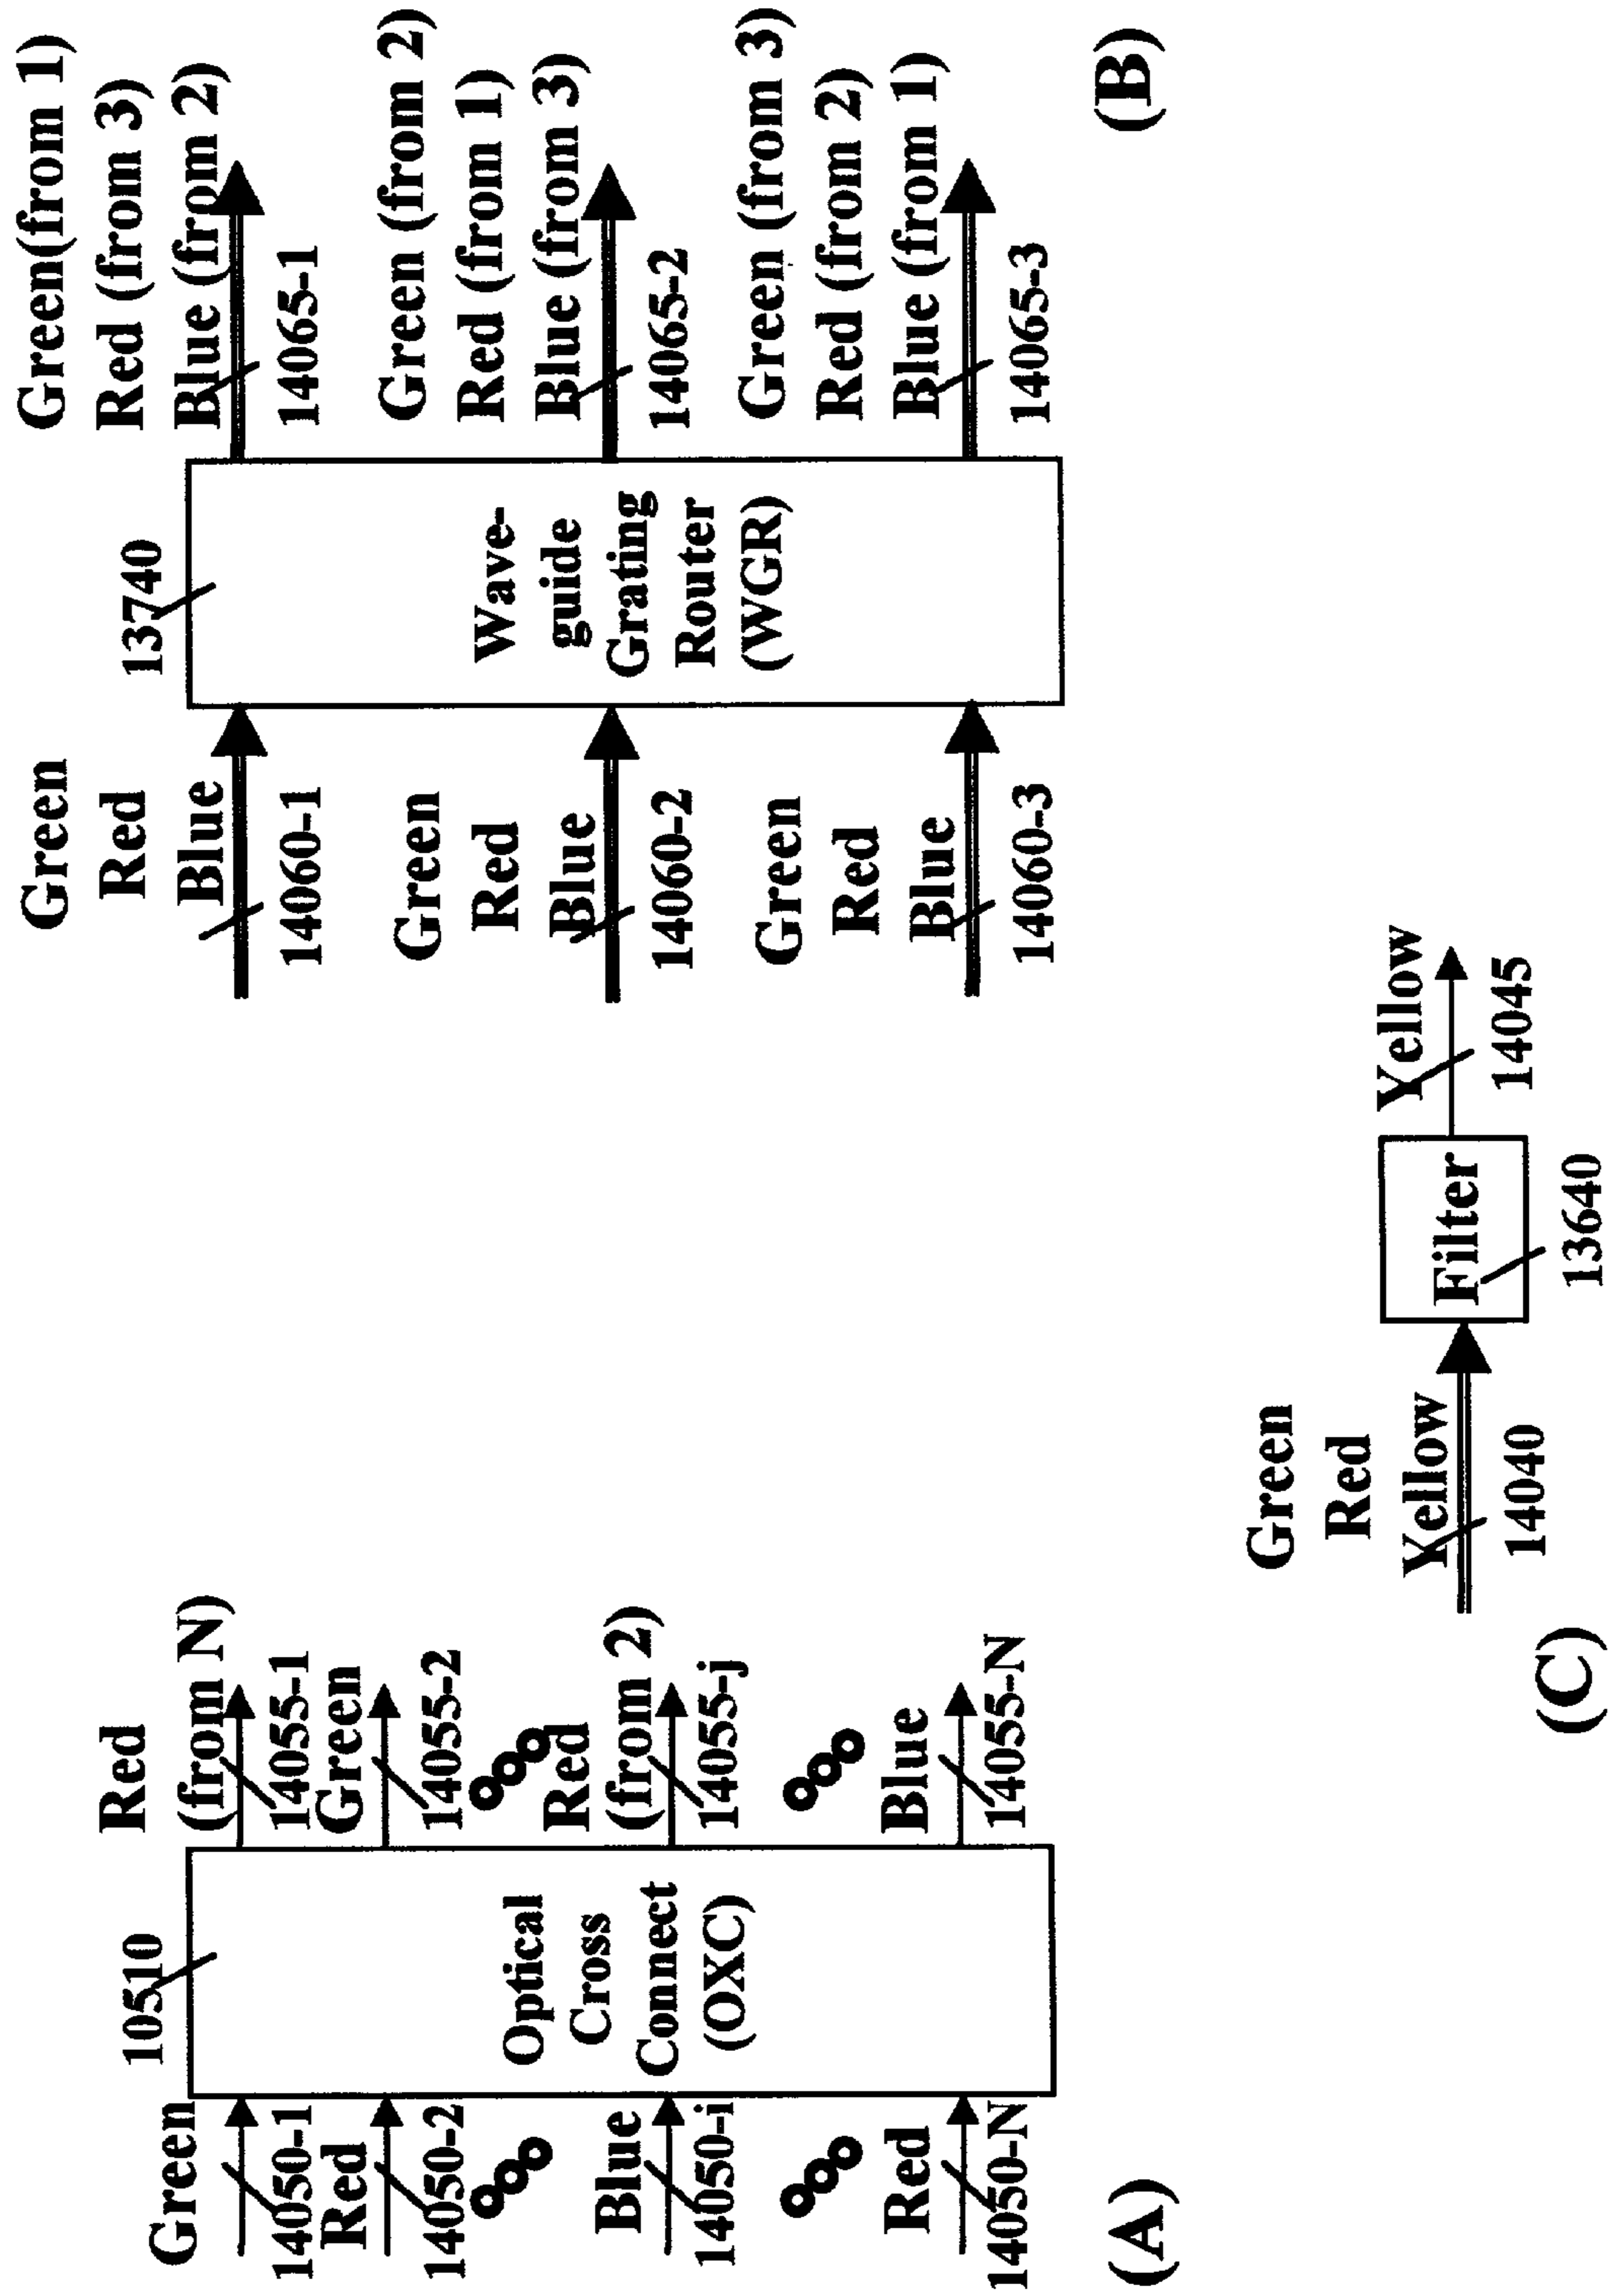 10510
Green
14050-1
Red
14050-2
Blue
14050-i
Red
14050-N
Optical
Cross
Connect
(OXC)
Red
(from N)
14055-1
Green
14055-2
Red
(from 2)
14055-j
Blue
14055-N
(A)
13740
Green
Red
Blue
14060-1
Green
Red
Blue
14060-2
Green
Red
Blue
14060-3
Wave-
guide
Grating
Router
(WGR)
Green(from 1)
Red (from 3)
Blue (from 2)
14065-1
Green (from 2)
Red (from 1)
Blue (from 3)
14065-2
Green (from 3)
Red (from 2)
Blue (from 1)
14065-3
(B)
Green
Red
Yellow
14040
Filter
13640
Yellow
14045
(C)